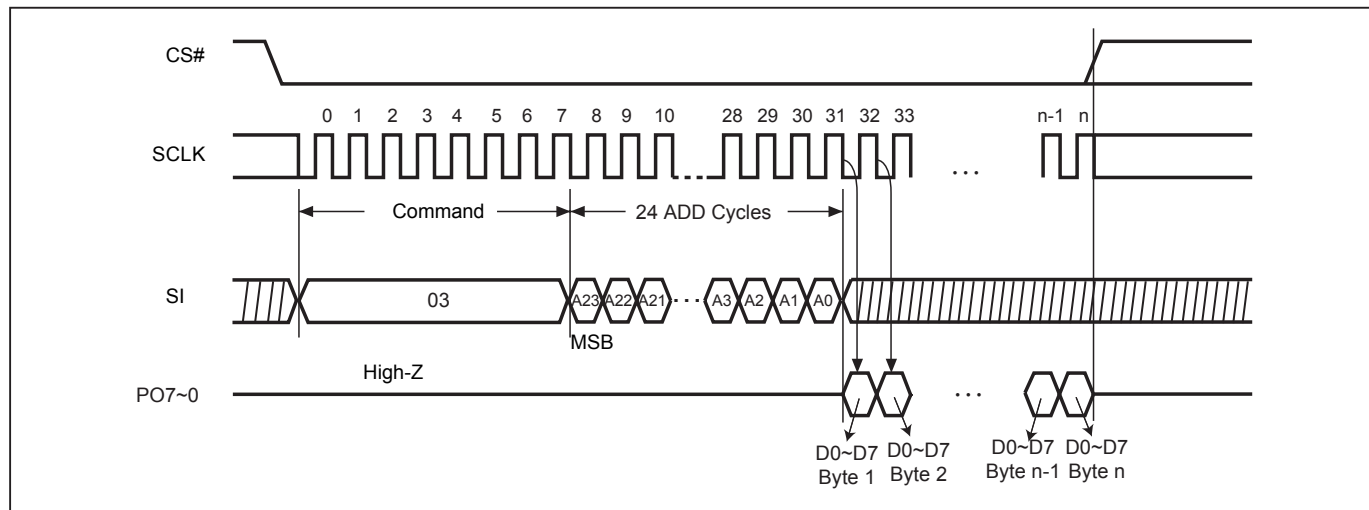 CS#
0 1 2 3 4 5 6 7 8 9 10 28 29 30 31 32 33 n-1 n
SCLK
...
Command
24 ADD Cycles
SI
03
A23 A22 A21 A3 A2 A1 A0
MSB
High-Z
PO7~0
...
D0~D7 D0~D7 D0~D7 D0~D7
Byte 1 Byte 2 Byte n-1 Byte n